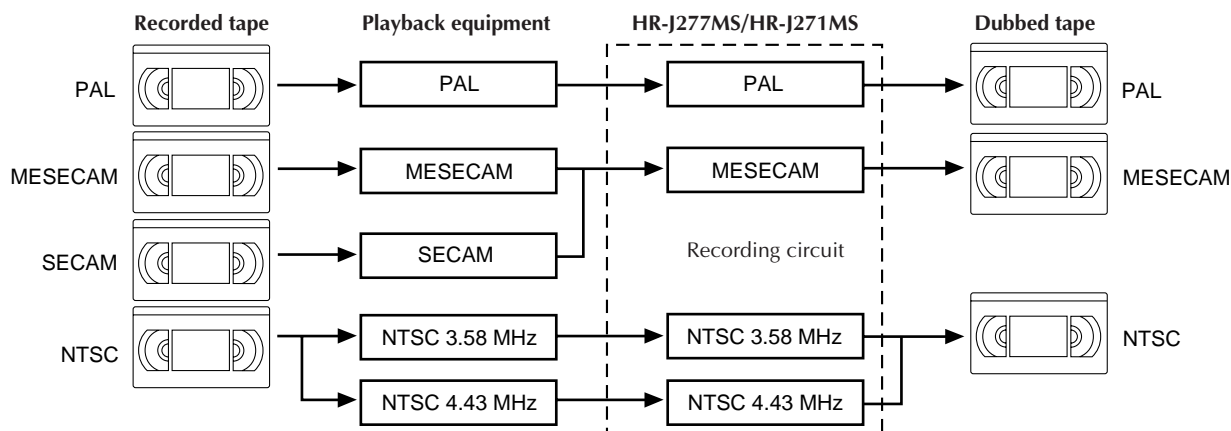 Recorded tape
Playback equipment
HR-J277MS/HR-J271MS
Dubbed tape
PAL
PAL
PAL
PAL
MESECAM
MESECAM
MESECAM
MESECAM
SECAM
SECAM
Recording circuit
NTSC
NTSC 3.58 MHz
NTSC 3.58 MHz
NTSC
NTSC 4.43 MHz
NTSC 4.43 MHz